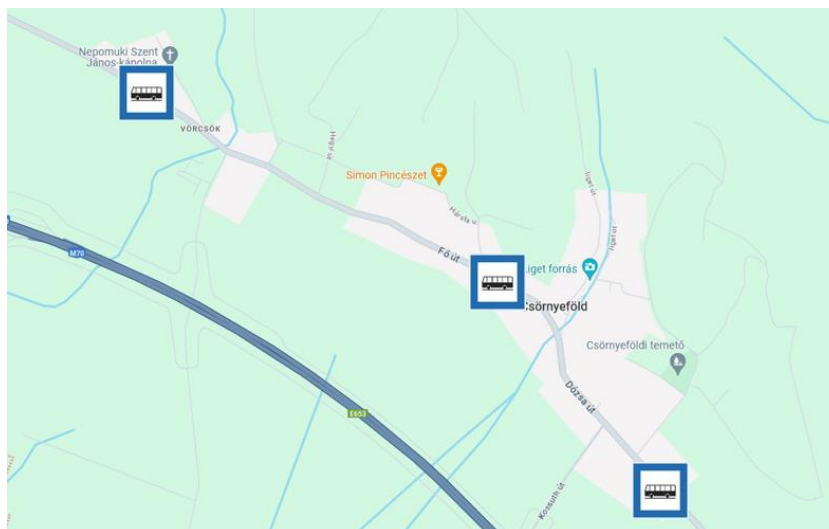 Nepomuki Szent
János-kápolna
VÖRCSÖK
Simon Pincészet
Hársfa u.
Liget út
Liget út
M70
Fő út
Liget forrás
Csörnyeföld
Csörnyeföldi temető
E653
Dózsa út
Kossuth út